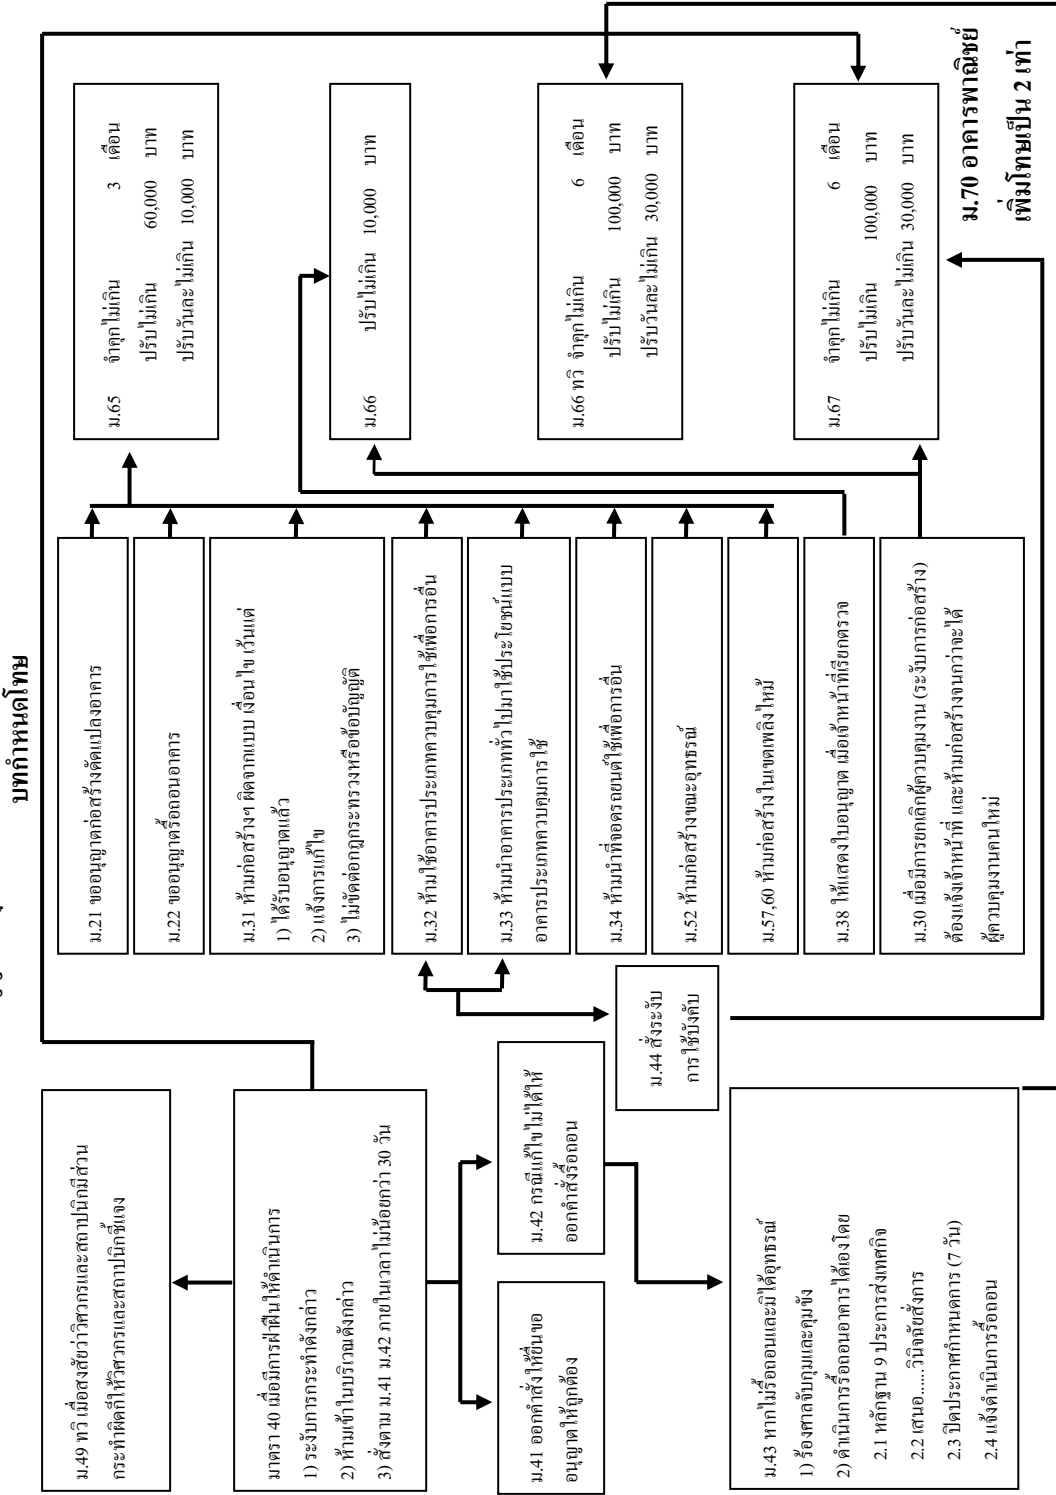 บทกำหนดโทษ
ม.49 ทวิ เมื่อสงสัยว่าวิศวกรและสถาปนิกมีส่วน
กระทำผิดก็ให้วิศวกรและสถาปนิกชี้แจง
มาตรา 40 เมื่อมีการฝ่าฝืนให้ดำเนินการ
1) ระงับการกระทำดังกล่าว
2) ห้ามเข้าในบริเวณดังกล่าว
3) สั่งตาม ม.41 ม.42 ภายในเวลาไม่น้อยกว่า 30 วัน
ม.41 ออกคำสั่งให้ยื่นขอ
อนุญาตให้ถูกต้อง
ม.42 กรณีแก้ไขไม่ได้ให้
ออกคำสั่งรื้อถอน
ม.43 หากไม่รื้อถอนและมิได้อุทธรณ์
1) ร้องศาลจับกุมและคุมขัง
2) ดำเนินการรื้อถอนอาคารได้เองโดย
2.1 หลักฐาน 9 ประการส่งเทศกิจ
2.2 เสนอ......วินิจฉัยสั่งการ
2.3 ปิดประกาศกำหนดการ (7 วัน)
2.4 แจ้งดำเนินการรื้อถอน
ม.44 สั่งระงับ
การใช้บังคับ
ม.21 ขออนุญาตก่อสร้างดัดแปลงอาคาร
ม.22 ขออนุญาตรื้อถอนอาคาร
ม.31 ห้ามก่อสร้างฯ ผิดจากแบบ เงื่อนไข เว้นแต่
1) ได้รับอนุญาตแล้ว
2) แจ้งการแก้ไข
3) ไม่ขัดต่อกฎกระทรวงหรือข้อบัญญัติ
ม.32 ห้ามใช้อาคารประเภทควบคุมการใช้เพื่อการอื่น
ม.33 ห้ามนำอาคารประเภททั่วไปมาใช้ประโยชน์แบบ
อาคารประเภทควบคุมการใช้
ม.34 ห้ามนำที่จอดรถยนต์ใช้เพื่อการอื่น
ม.52 ห้ามก่อสร้างขณะอุทธรณ์
ม.57,60 ห้ามก่อสร้างในเขตเพลิงไหม้
ม.38 ให้แสดงใบอนุญาต เมื่อเจ้าหน้าที่เรียกตรวจ
ม.30 เมื่อมีการยกเลิกผู้ควบคุมงาน (ระงับการก่อสร้าง)
ต้องแจ้งเจ้าหน้าที่ และห้ามก่อสร้างจนกว่าจะได้
ผู้ควบคุมงานคนใหม่
ม.65 จำคุกไม่เกิน 3 เดือน
ปรับไม่เกิน 60,000 บาท
ปรับวันละไม่เกิน 10,000 บาท
ม.66 ปรับไม่เกิน 10,000 บาท
ม.66 ทวิ จำคุกไม่เกิน 6 เดือน
ปรับไม่เกิน 100,000 บาท
ปรับวันละไม่เกิน 30,000 บาท
ม.67 จำคุกไม่เกิน 6 เดือน
ปรับไม่เกิน 100,000 บาท
ปรับวันละไม่เกิน 30,000 บาท
ม.70 อาคารพาณิชย์
เพิ่มโทษเป็น 2 เท่า